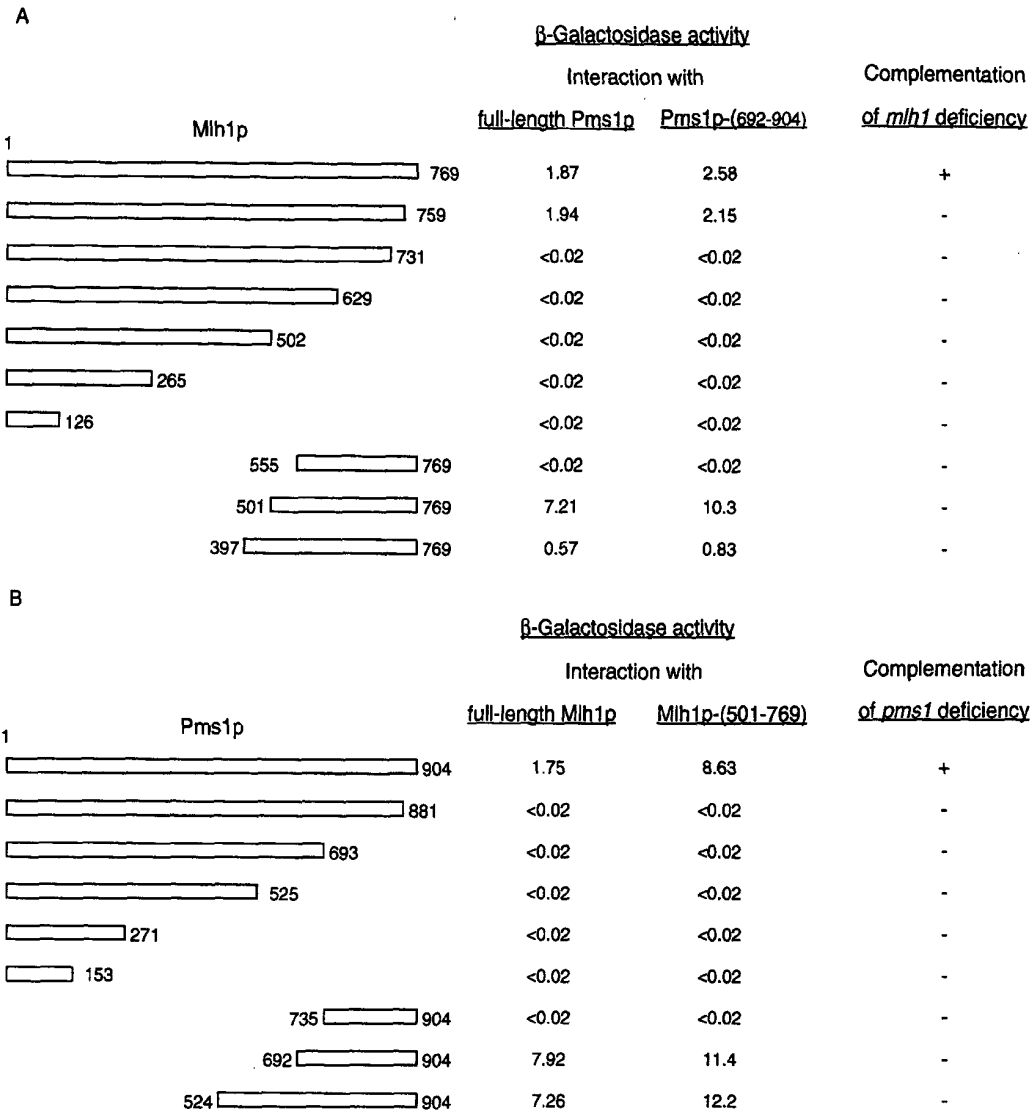 A
β-Galactosidase activity
Interaction with
Complementation
Mlh1p
full-length Pms1p
Pms1p-(692-904)
of mlh1 deficiency
1
769 1.87 2.58 +
759 1.94 2.15 -
731 <0.02 <0.02 -
629 <0.02 <0.02 -
502 <0.02 <0.02 -
265 <0.02 <0.02 -
126 <0.02 <0.02 -
555 769 <0.02 <0.02 -
501 769 7.21 10.3 -
397 769 0.57 0.83 -
B
β-Galactosidase activity
Interaction with
Complementation
Pms1p
full-length Mlh1p
Mlh1p-(501-769)
of pms1 deficiency
1
904 1.75 8.63 +
881 <0.02 <0.02 -
693 <0.02 <0.02 -
525 <0.02 <0.02 -
271 <0.02 <0.02 -
153 <0.02 <0.02 -
735 904 <0.02 <0.02 -
692 904 7.92 11.4 -
524 904 7.26 12.2 -